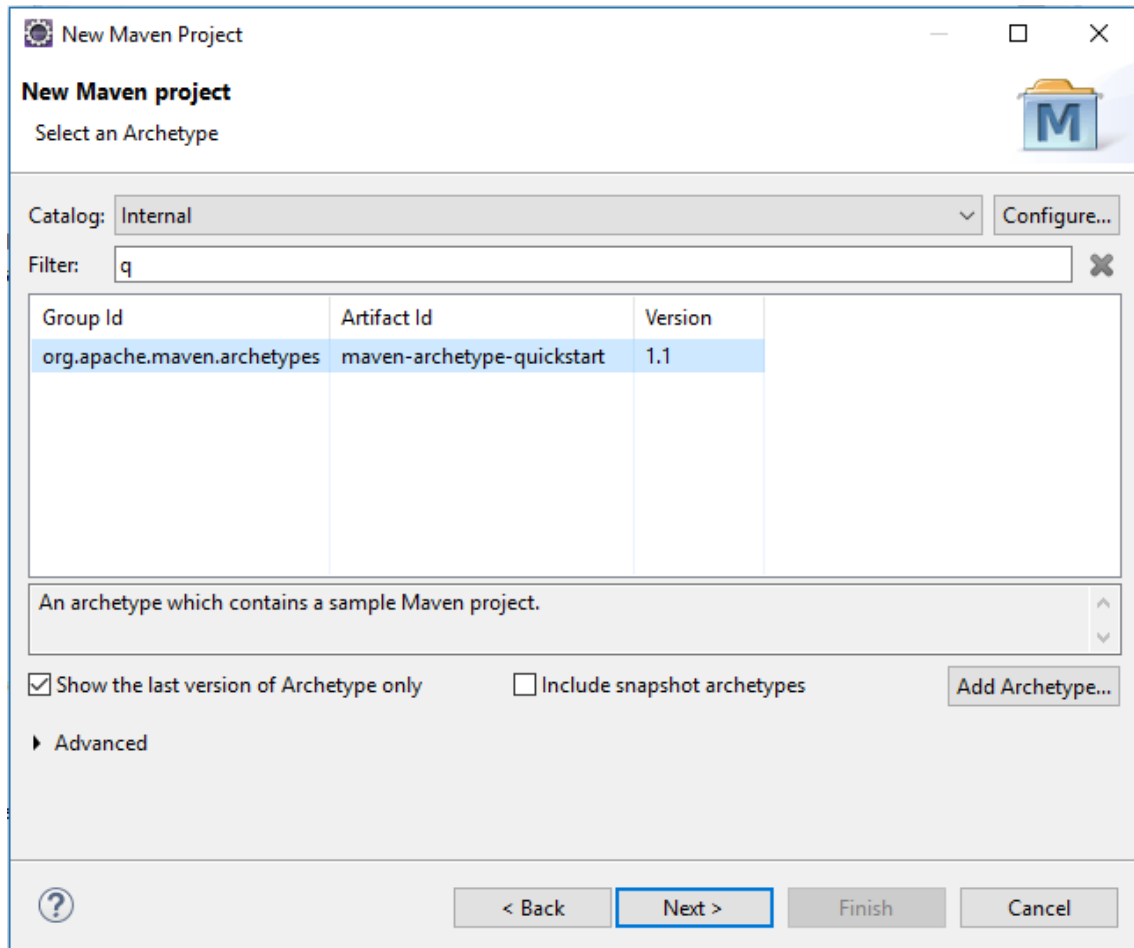 New Maven Project
New Maven project
Select an Archetype
M
Catalog: Internal Configure...
Filter: q
Group Id Artifact Id Version
org.apache.maven.archetypes maven-archetype-quickstart 1.1
An archetype which contains a sample Maven project.
Show the last version of Archetype only Include snapshot archetypes Add Archetype...
Advanced
? < Back Next > Finish Cancel